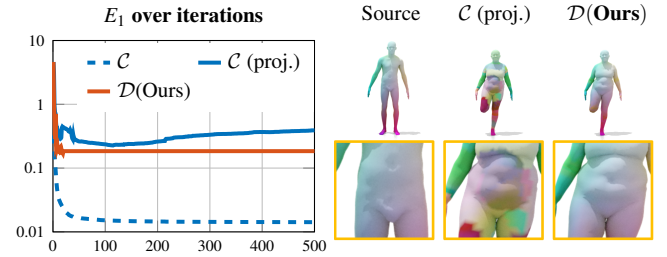 E₁ over iterations
10
1
0.1
0.01
0
100
200
300
400
500
𝒞
𝒞 (proj.)
𝒟(Ours)
Source
𝒞 (proj.)
𝒟(Ours)